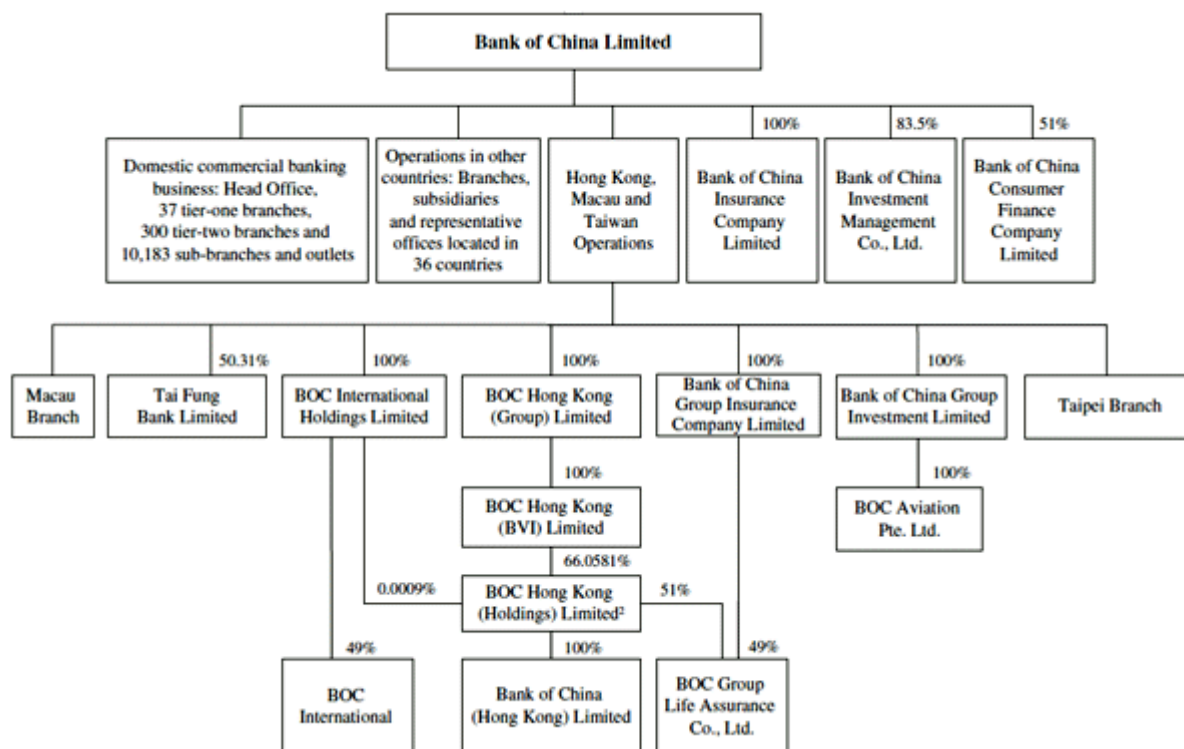 Bank of China Limited
100%
83.5%
51%
Domestic commercial banking
business: Head Office,
37 tier-one branches,
300 tier-two branches and
10,183 sub-branches and outlets
Operations in other
countries: Branches,
subsidiaries
and representative
offices located in
36 countries
Hong Kong,
Macau and
Taiwan
Operations
Bank of China
Insurance
Company
Limited
Bank of China
Investment
Management
Co., Ltd.
Bank of China
Consumer
Finance
Company
Limited
50.31%
100%
100%
100%
100%
Macau
Branch
Tai Fung
Bank Limited
BOC International
Holdings Limited
BOC Hong Kong
(Group) Limited
Bank of China
Group Insurance
Company Limited
Bank of China Group
Investment Limited
Taipei Branch
100%
100%
BOC Hong Kong
(BVI) Limited
BOC Aviation
Pte. Ltd.
66.0581%
0.0009%
BOC Hong Kong
(Holdings) Limited²
51%
49%
100%
49%
BOC
International
Bank of China
(Hong Kong) Limited
BOC Group
Life Assurance
Co., Ltd.